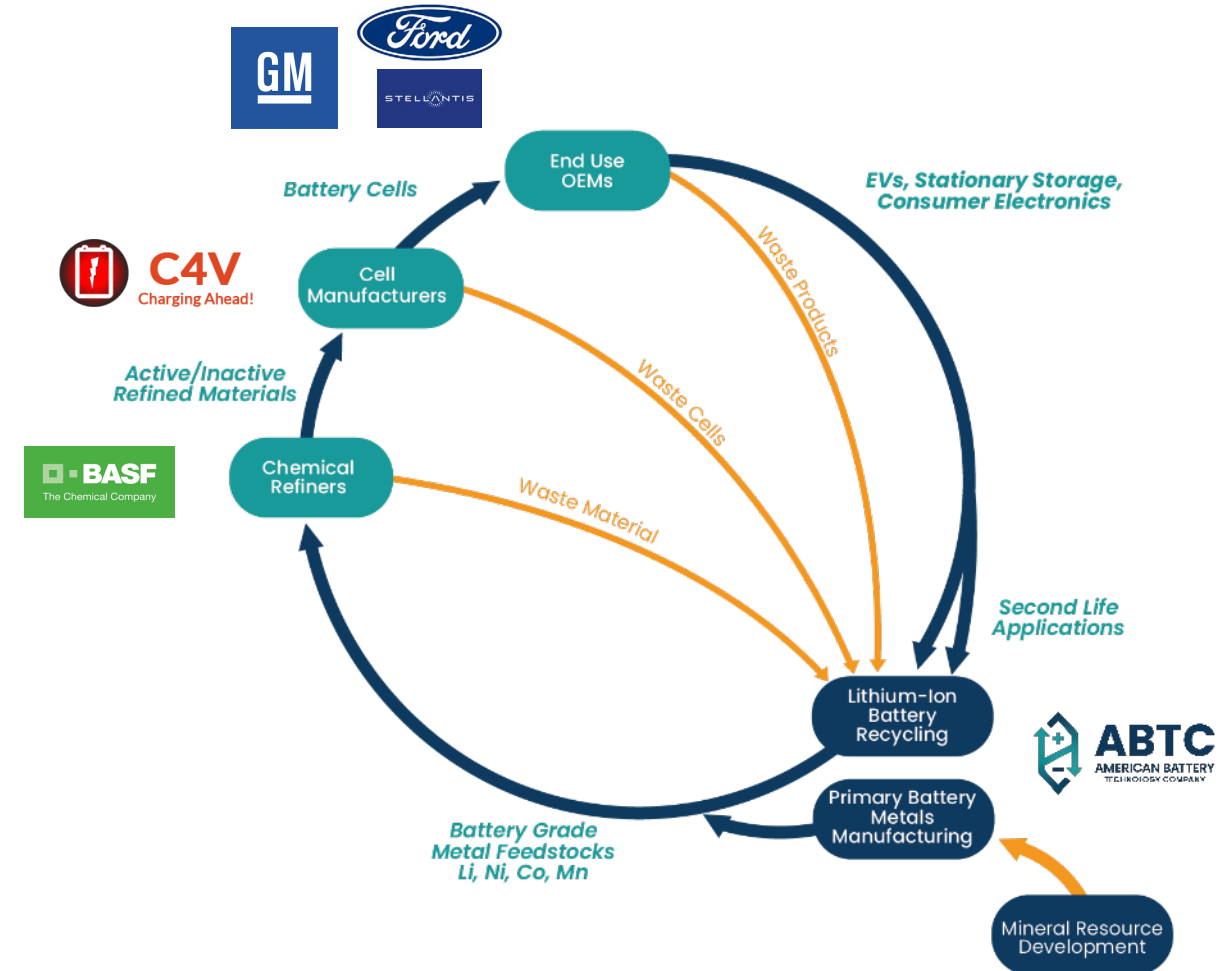 GM
Ford
STELLANTIS
End Use
OEMs
Battery Cells
EVs, Stationary Storage,
Consumer Electronics
Waste Products
C4V
Charging Ahead!
Cell
Manufacturers
Waste Cells
Active/Inactive
Refined Materials
BASF
The Chemical Company
Chemical
Refiners
Waste Material
Second Life
Applications
Lithium-Ion
Battery
Recycling
ABTC
AMERICAN BATTERY
TECHNOLOGY COMPANY
Primary Battery
Metals
Manufacturing
Battery Grade
Metal Feedstocks
Li, Ni, Co, Mn
Mineral Resource
Development